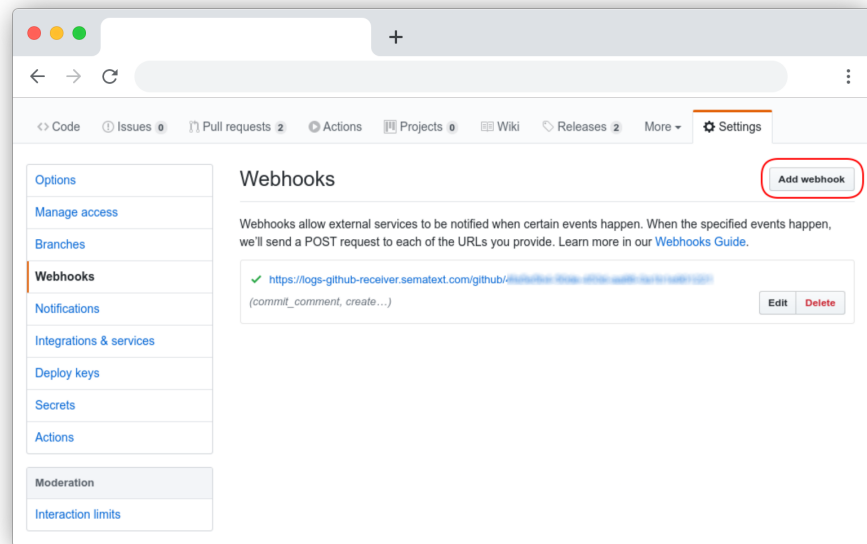 Code Issues 0 Pull requests 2 Actions Projects 0 Wiki Releases 2 More Settings
Options
Manage access
Branches
Webhooks
Notifications
Integrations & services
Deploy keys
Secrets
Actions
Moderation
Interaction limits
Webhooks
Add webhook
Webhooks allow external services to be notified when certain events happen. When the specified events happen,
we'll send a POST request to each of the URLs you provide. Learn more in our Webhooks Guide.
https://logs-github-receiver.sematext.com/github/
(commit_comment, create…)
Edit Delete